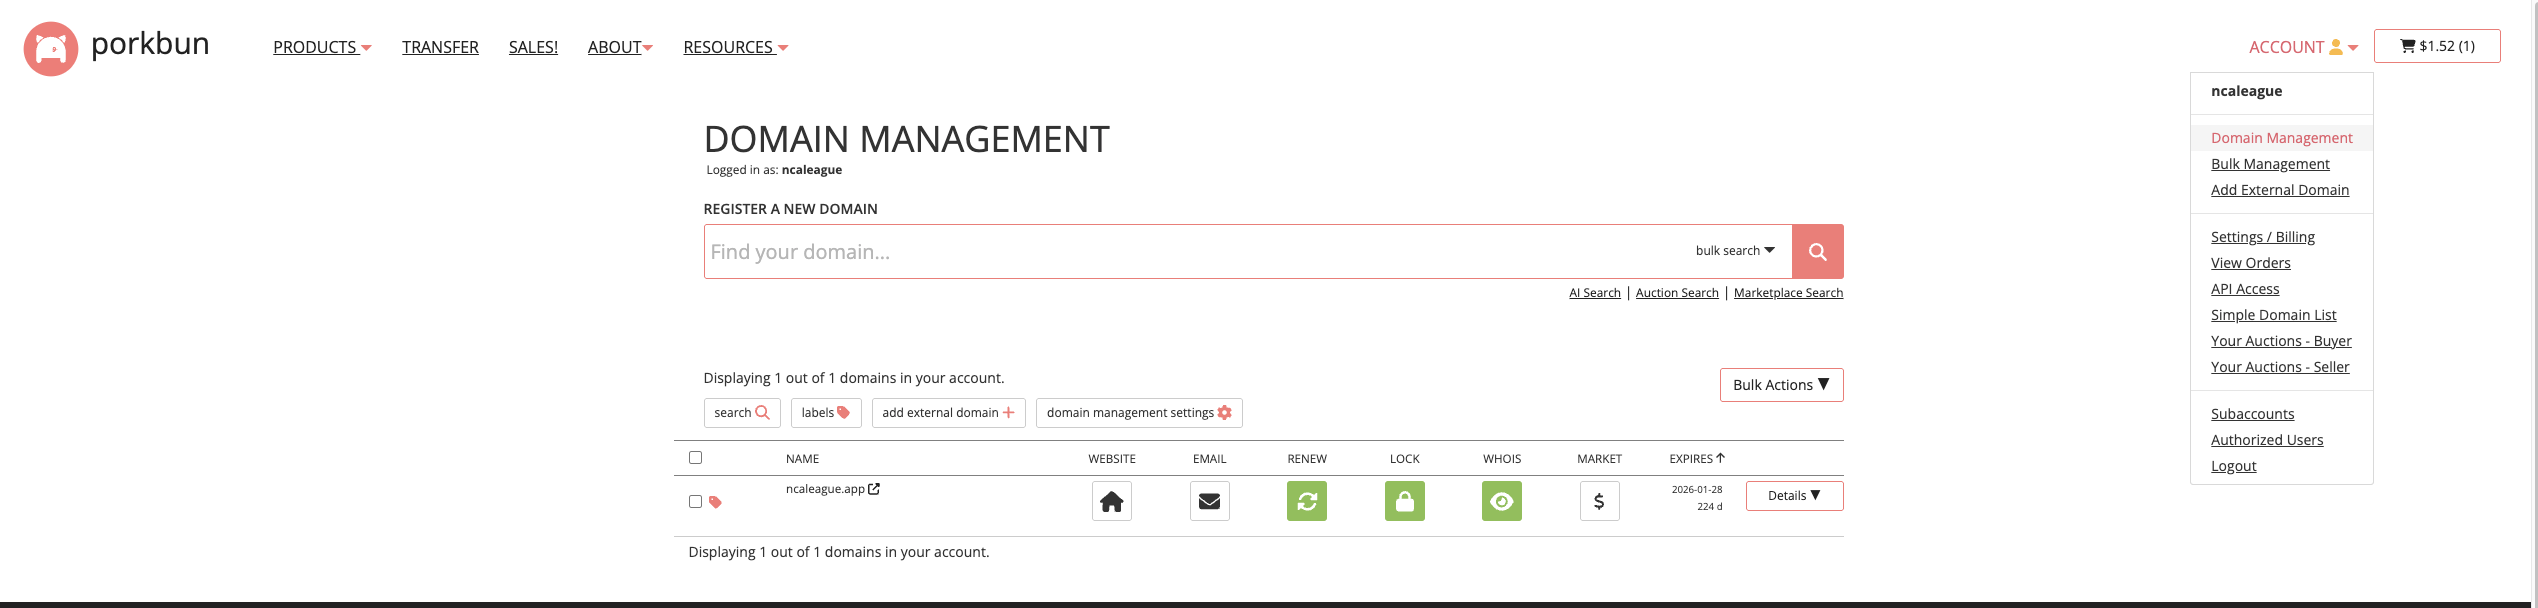 porkbun
PRODUCTS TRANSFER SALES! ABOUT RESOURCES
ACCOUNT $1.52 (1)
ncaleague
Domain Management
Bulk Management
Add External Domain
Settings / Billing
View Orders
API Access
Simple Domain List
Your Auctions - Buyer
Your Auctions - Seller
Subaccounts
Authorized Users
Logout
DOMAIN MANAGEMENT
Logged in as: ncaleague
REGISTER A NEW DOMAIN
Find your domain... bulk search
AI Search | Auction Search | Marketplace Search
Displaying 1 out of 1 domains in your account.
Bulk Actions ▼
search labels add external domain domain management settings
NAME WEBSITE EMAIL RENEW LOCK WHOIS MARKET EXPIRES
ncaleague.app $ 2026-01-28 Details ▼
224 d
Displaying 1 out of 1 domains in your account.